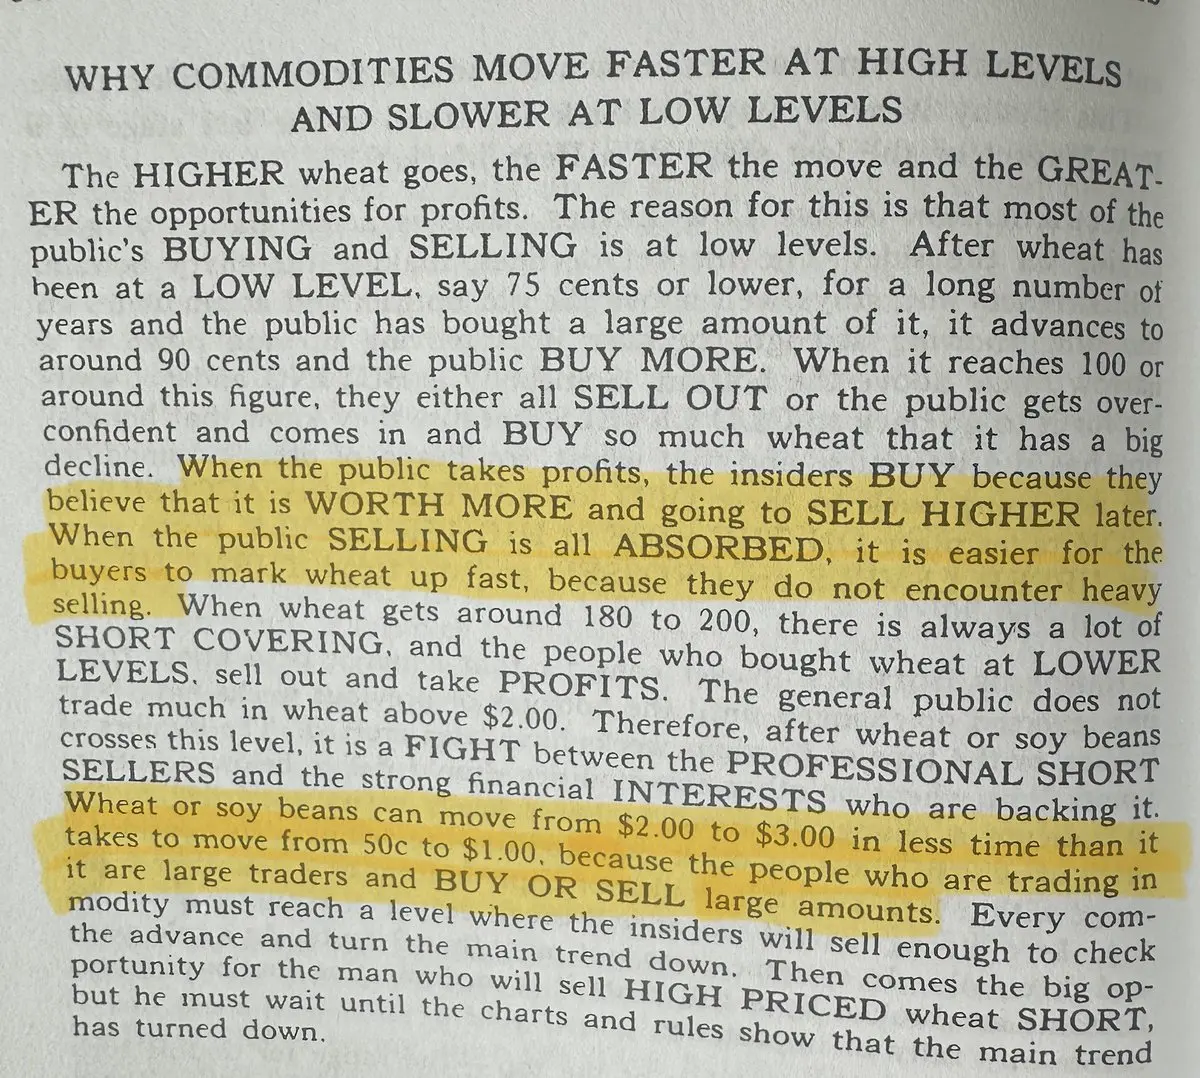 WHY COMMODITIES MOVE FASTER AT HIGH LEVELS
AND SLOWER AT LOW LEVELS
The HIGHER wheat goes, the FASTER the move and the GREAT-
ER the opportunities for profits. The reason for this is that most of the
public's BUYING and SELLING is at low levels. After wheat has
been at a LOW LEVEL, say 75 cents or lower, for a long number of
years and the public has bought a large amount of it, it advances to
around 90 cents and the public BUY MORE. When it reaches 100 or
around this figure, they either all SELL OUT or the public gets over-
confident and comes in and BUY so much wheat that it has a big
decline. When the public takes profits, the insiders BUY because they
believe that it is WORTH MORE and going to SELL HIGHER later.
When the public SELLING is all ABSORBED, it is easier for the
buyers to mark wheat up fast, because they do not encounter heavy
selling. When wheat gets around 180 to 200, there is always a lot of
SHORT COVERING, and the people who bought wheat at LOWER
LEVELS, sell out and take PROFITS. The general public does not
trade much in wheat above $2.00. Therefore, after wheat or soy beans
crosses this level, it is a FIGHT between the PROFESSIONAL SHORT
SELLERS and the strong financial INTERESTS who are backing it.
Wheat or soy beans can move from $2.00 to $3.00 in less time than it
takes to move from 50c to $1.00, because the people who are trading in
it are large traders and BUY OR SELL large amounts. Every com-
modity must reach a level where the insiders will sell enough to check
the advance and turn the main trend down. Then comes the big op-
portunity for the man who will sell HIGH PRICED wheat SHORT,
but he must wait until the charts and rules show that the main trend
has turned down.